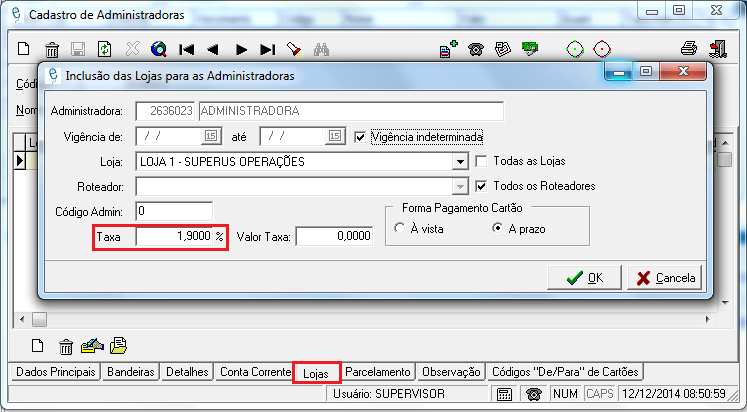 Cadastro de Administradoras
Códi
Nom
Inclusão das Lojas para as Administradoras
Administradora: 2636023 ADMINISTRADORA
Vigência de: / / 15 até / / 15 Vigência indeterminada
Loja: LOJA 1 - SUPERUS OPERAÇÕES Todas as Lojas
Roteador: Todos os Roteadores
Código Admin: 0
Forma Pagamento Cartão
Taxa 1,9000 % Valor Taxa: 0,0000 À vista A prazo
OK Cancela
Dados Principais Bandeiras Detalhes Conta Corrente Lojas Parcelamento Observação Códigos "De/Para" de Cartões
Usuário: SUPERVISOR NUM CAPS 12/12/2014 08:50:59